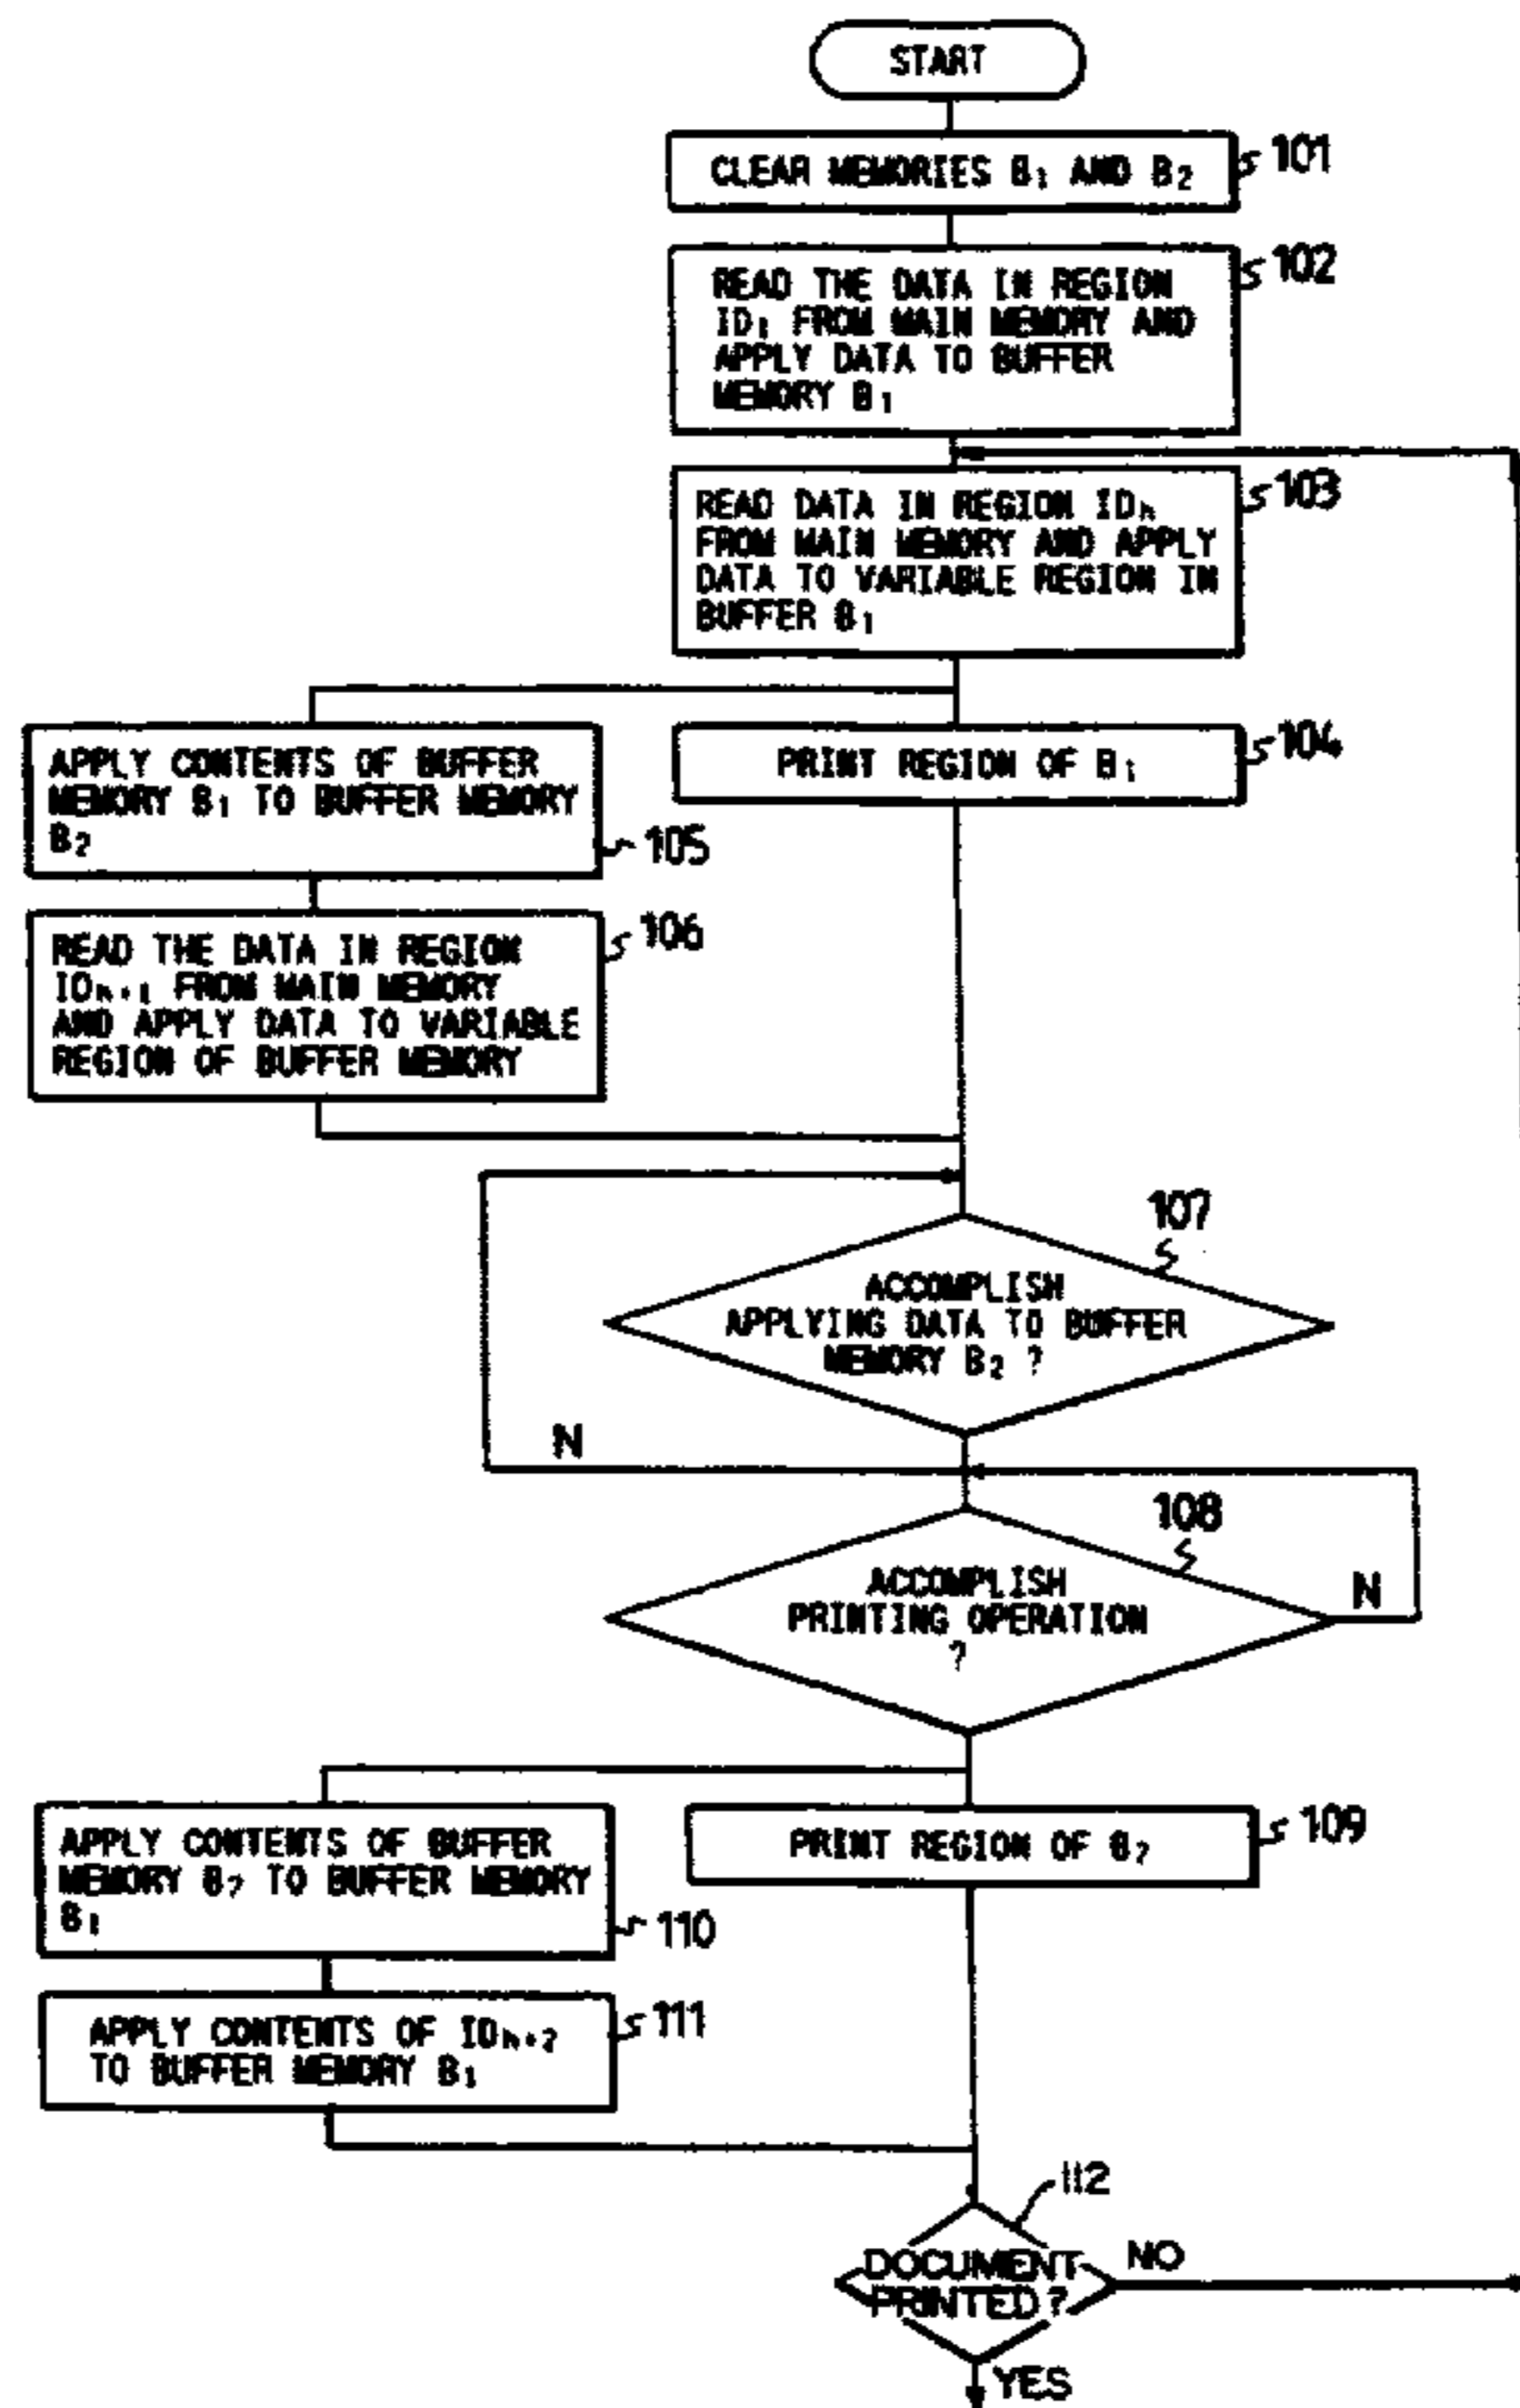 START
CLEAR MEMORIES B₁ AND B₂
101
READ THE DATA IN REGION
ID₁ FROM MAIN MEMORY AND
APPLY DATA TO BUFFER
MEMORY B₁
102
READ DATA IN REGION IDₙ
FROM MAIN MEMORY AND APPLY
DATA TO VARIABLE REGION IN
BUFFER B₁
103
APPLY CONTENTS OF BUFFER
MEMORY B₁ TO BUFFER MEMORY
B₂
105
PRINT REGION OF B₁
104
READ THE DATA IN REGION
IDₙ₊₁ FROM MAIN MEMORY
AND APPLY DATA TO VARIABLE
REGION OF BUFFER MEMORY
106
107
ACCOMPLISH
APPLYING DATA TO BUFFER
MEMORY B₂ ?
N
108
ACCOMPLISH
PRINTING OPERATION
?
N
APPLY CONTENTS OF BUFFER
MEMORY B₂ TO BUFFER MEMORY
B₁
110
PRINT REGION OF B₂
109
APPLY CONTENTS OF IDₙ₊₂
TO BUFFER MEMORY B₁
111
112
DOCUMENT
PRINTED?
NO
YES